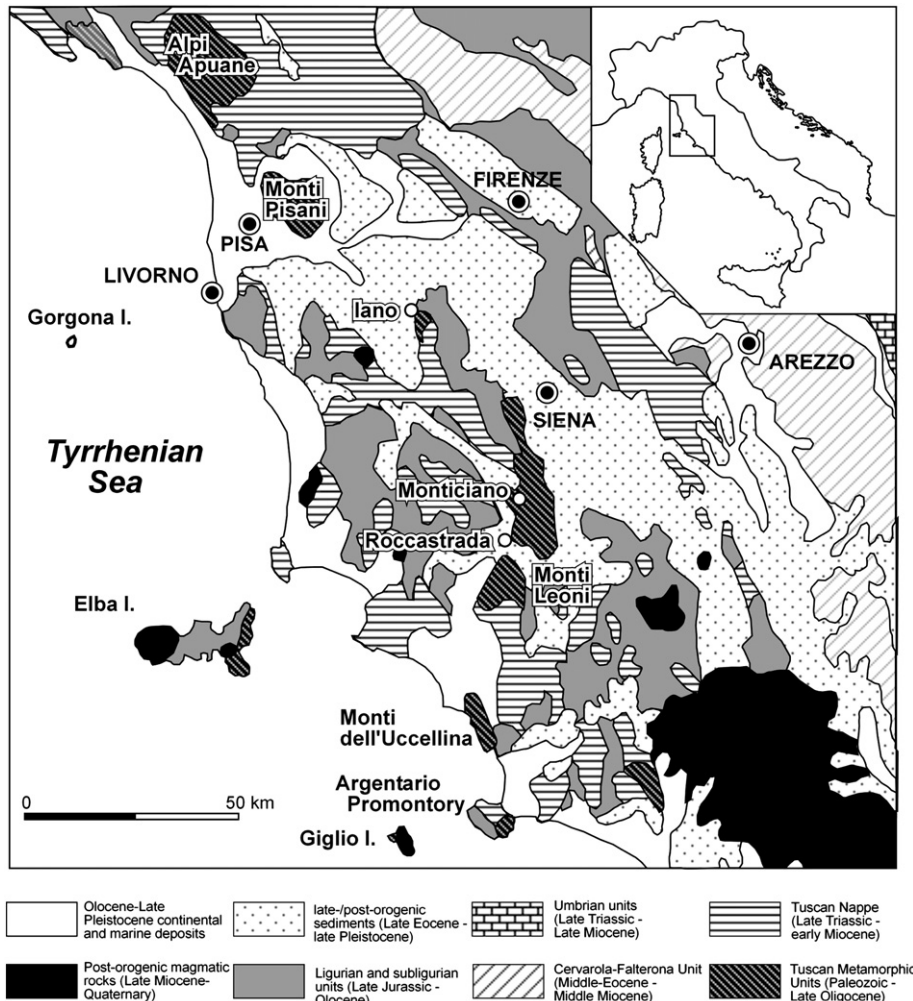 Alpi
Apuane
FIRENZE
Monti
Pisani
PISA
LIVORNO
Iano
Gorgona I.
AREZZO
SIENA
Tyrrhenian
Sea
Monticiano
Roccastrada
Monti
Leoni
Elba I.
Monti
dell'Uccellina
Argentario
Promontory
0
50 km
Giglio I.
Olocene-Late
Pleistocene continental
and marine deposits
late-/post-orogenic
sediments (Late Eocene -
late Pleistocene)
Umbrian units
(Late Triassic -
Late Miocene)
Tuscan Nappe
(Late Triassic -
early Miocene)
Post-orogenic magmatic
rocks (Late Miocene-
Quaternary)
Ligurian and subligurian
units (Late Jurassic -
Olocene)
Cervarola-Falterona Unit
(Middle-Eocene -
Middle Miocene)
Tuscan Metamorphic
Units (Paleozoic -
Late Oligocene)